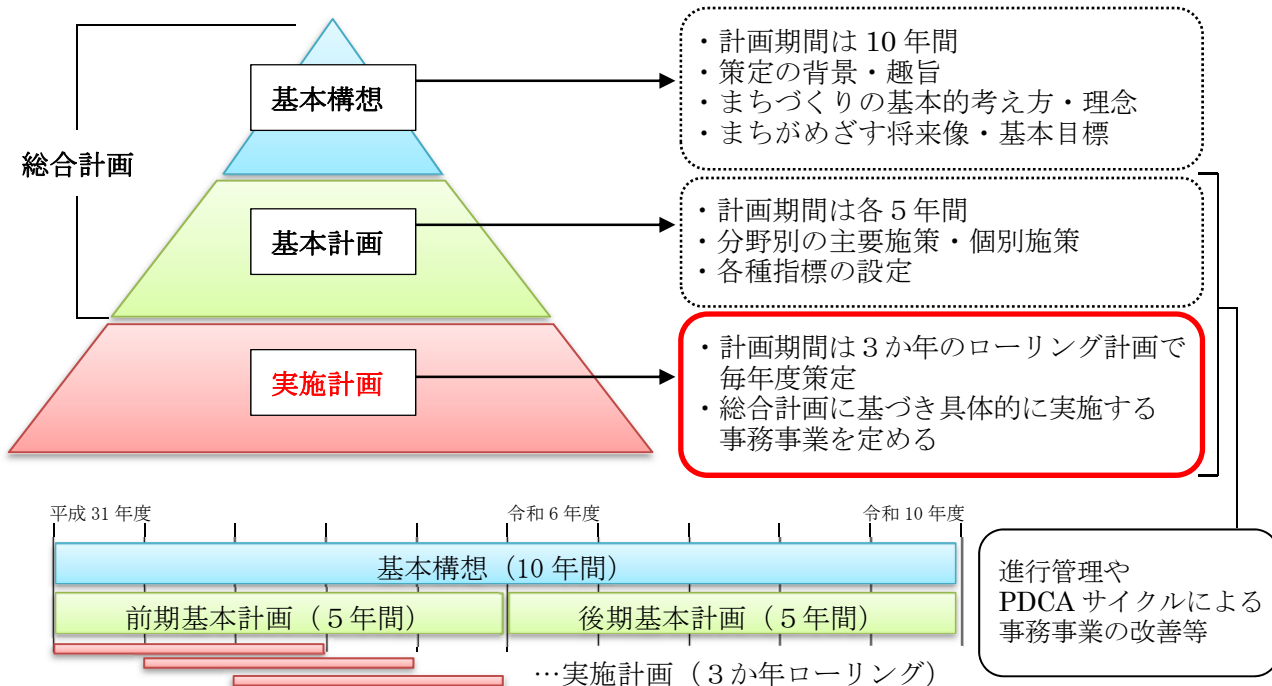 総合計画
基本構想
・計画期間は 10 年間
・策定の背景・趣旨
・まちづくりの基本的考え方・理念
・まちがめざす将来像・基本目標
基本計画
・計画期間は各５年間
・分野別の主要施策・個別施策
・各種指標の設定
実施計画
・計画期間は３か年のローリング計画で
毎年度策定
・総合計画に基づき具体的に実施する
事務事業を定める
平成 31 年度
令和 6 年度
令和 10 年度
基本構想（10 年間）
前期基本計画（５年間）
後期基本計画（５年間）
…実施計画（３か年ローリング）
進行管理や
PDCA サイクルによる
事務事業の改善等